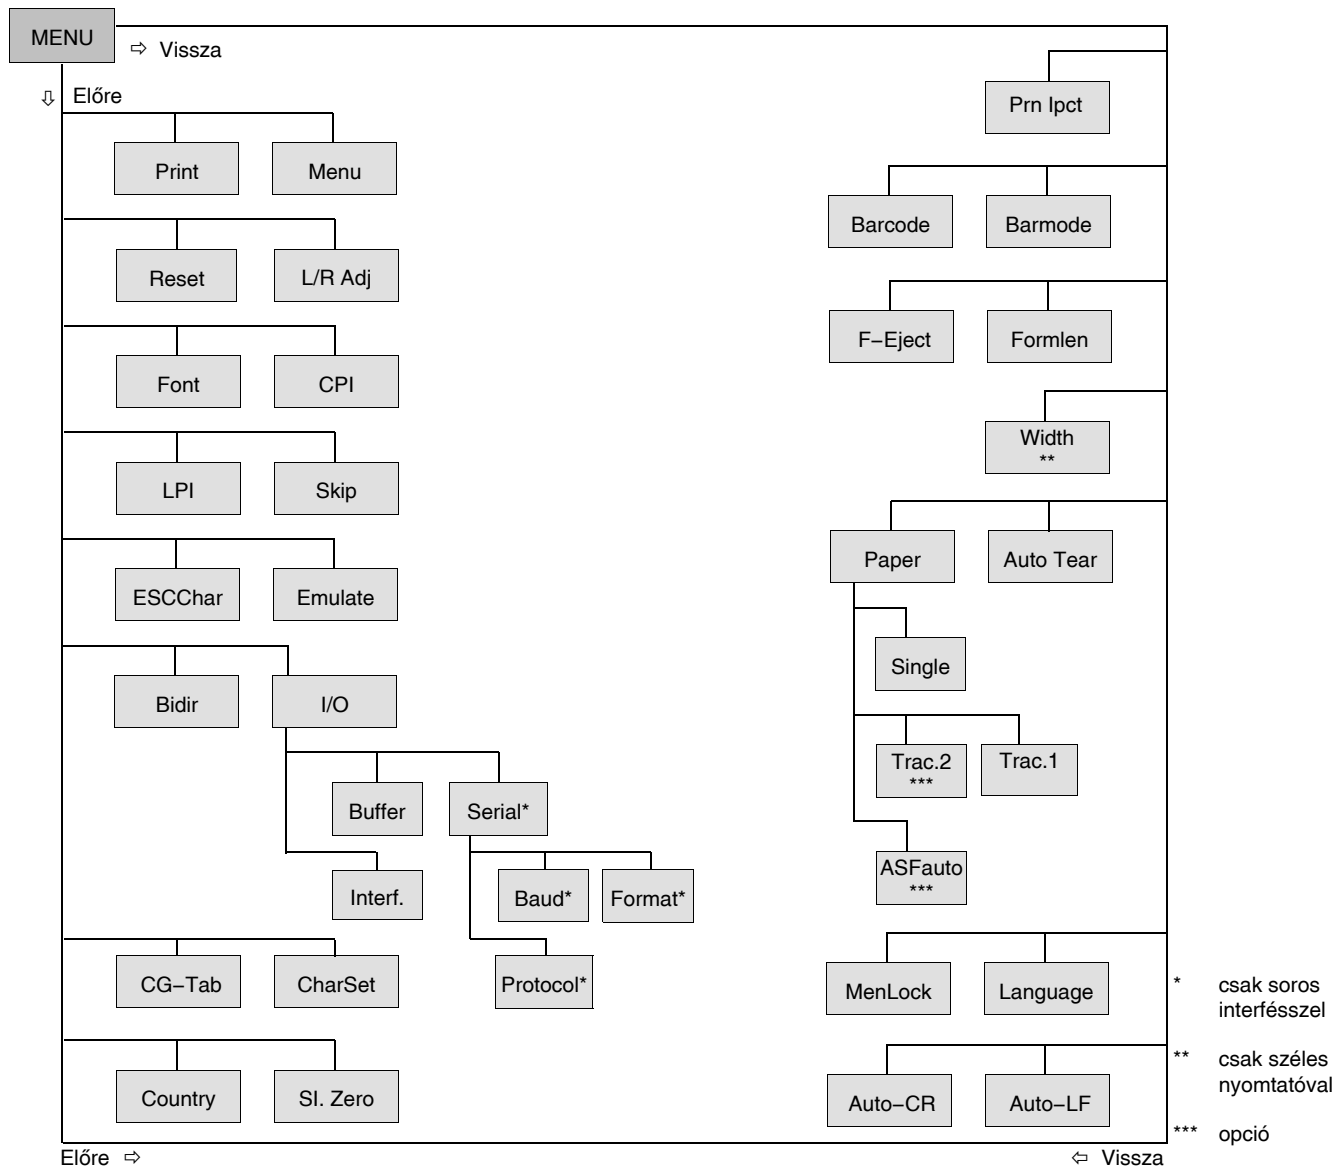 MENU
⇨ Vissza
⇩ Előre
Print
Menu
Reset
L/R Adj
Font
CPI
LPI
Skip
ESCChar
Emulate
Bidir
I/O
Buffer
Serial*
Interf.
Baud*
Format*
Protocol*
CG−Tab
CharSet
Country
Sl. Zero
Előre ⇨
Prn Ipct
Barcode
Barmode
F−Eject
Formlen
Width
**
Paper
Auto Tear
Single
Trac.2
***
Trac.1
ASFauto
***
MenLock
Language
Auto−CR
Auto−LF
⇦ Vissza
* csak soros
interfésszel
** csak széles
nyomtatóval
*** opció